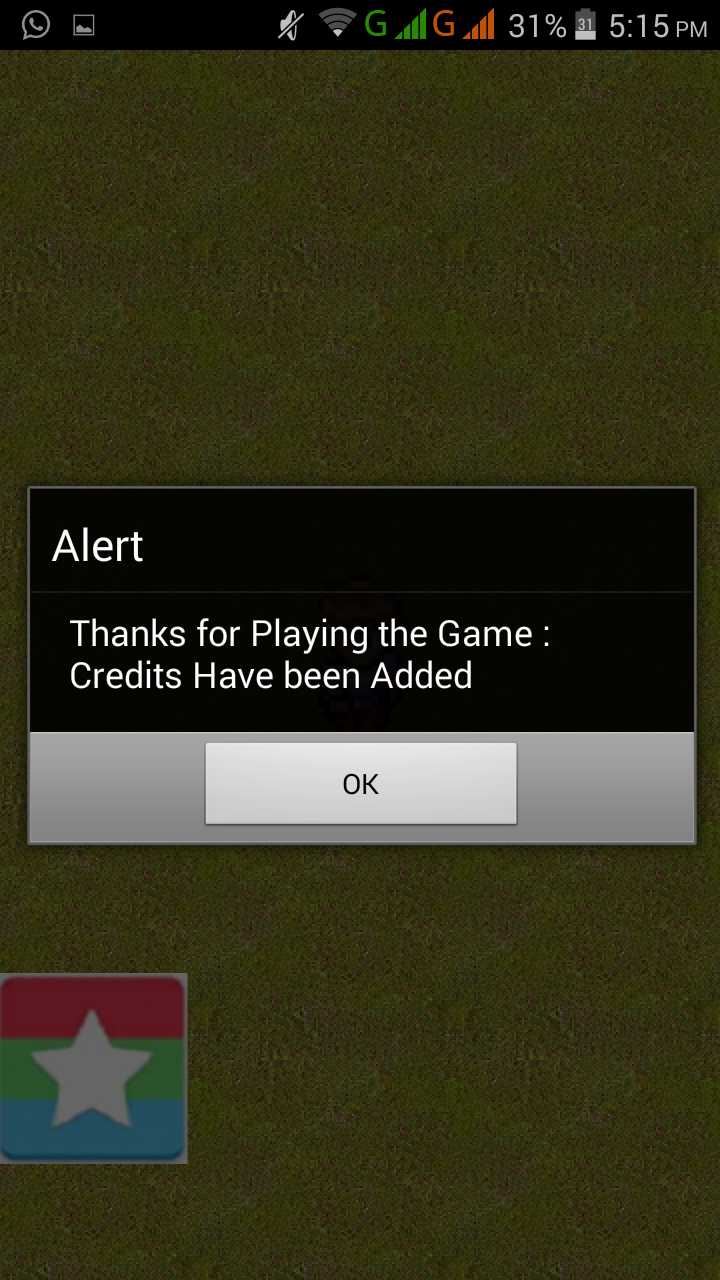 G G 31% 31 5:15 PM
Alert
Thanks for Playing the Game :
Credits Have been Added
OK